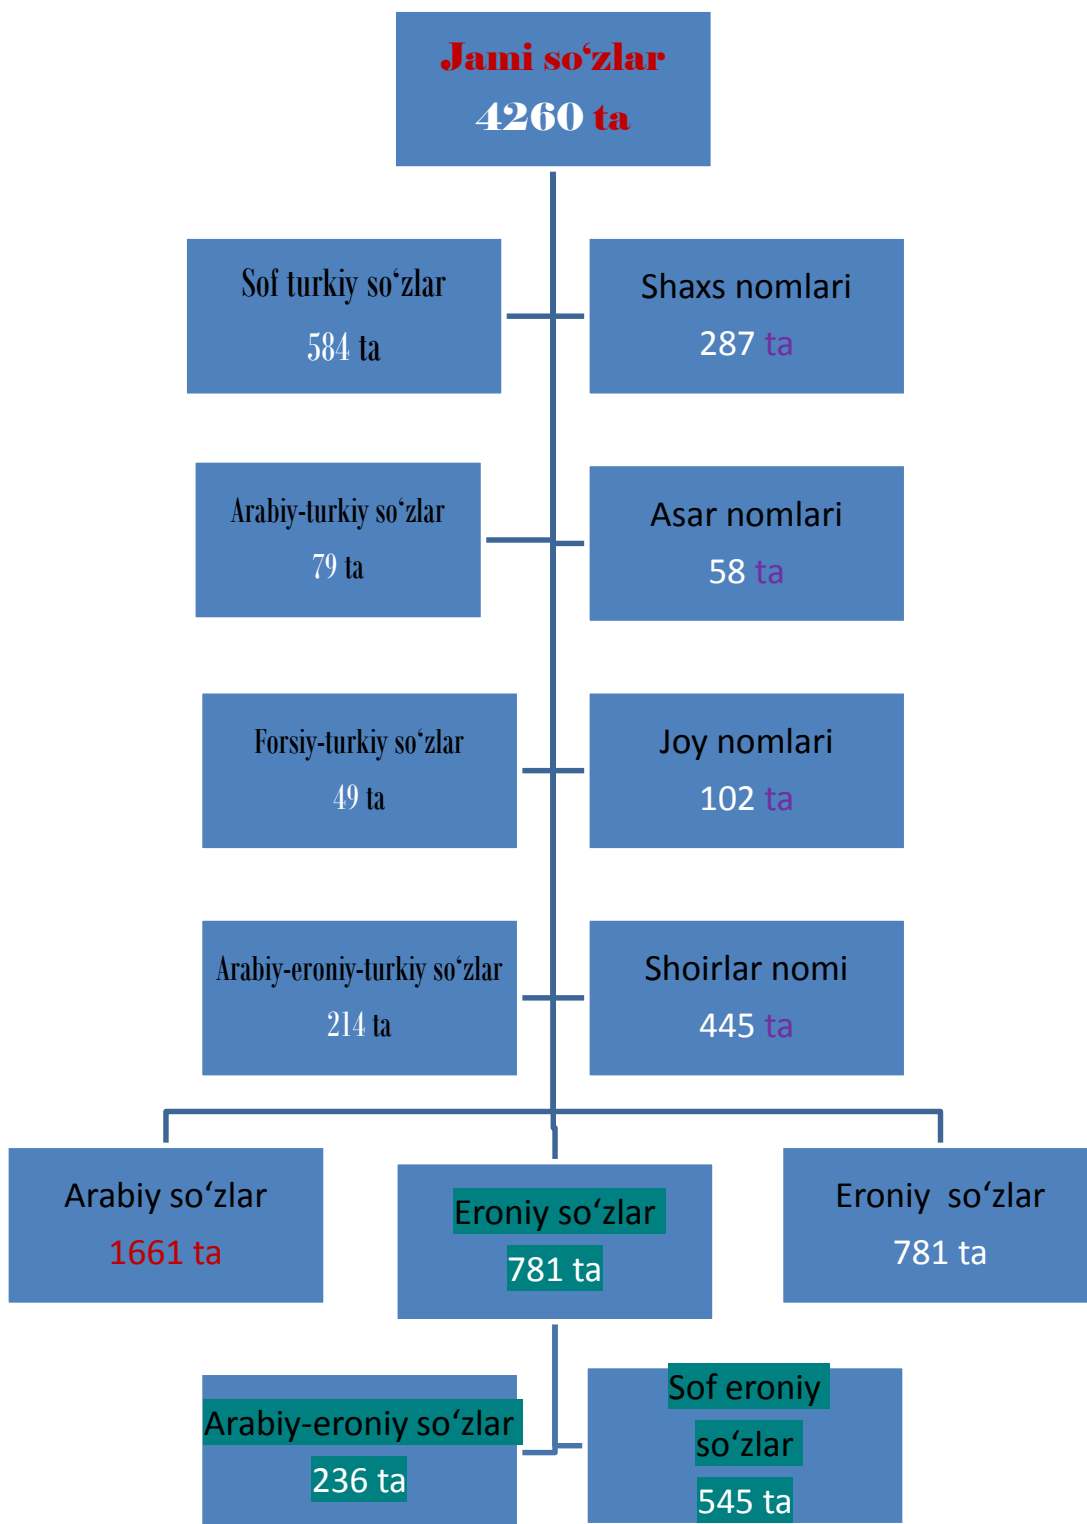 Jami so‘zlar
4260 ta
Sof turkiy so‘zlar
584 ta
Shaxs nomlari
287 ta
Arabiy-turkiy so‘zlar
79 ta
Asar nomlari
58 ta
Forsiy-turkiy so‘zlar
49 ta
Joy nomlari
102 ta
Arabiy-eroniy-turkiy so‘zlar
214 ta
Shoirlar nomi
445 ta
Arabiy so‘zlar
1661 ta
Eroniy so‘zlar
781 ta
Eroniy so‘zlar
781 ta
Arabiy-eroniy so‘zlar
236 ta
Sof eroniy
so‘zlar
545 ta